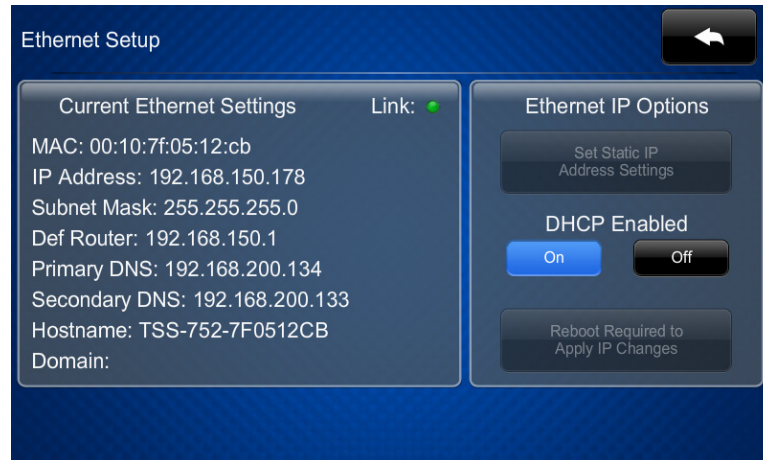 Ethernet Setup
Current Ethernet Settings Link:
MAC: 00:10:7f:05:12:cb
IP Address: 192.168.150.178
Subnet Mask: 255.255.255.0
Def Router: 192.168.150.1
Primary DNS: 192.168.200.134
Secondary DNS: 192.168.200.133
Hostname: TSS-752-7F0512CB
Domain:
Ethernet IP Options
Set Static IP
Address Settings
DHCP Enabled
On Off
Reboot Required to
Apply IP Changes